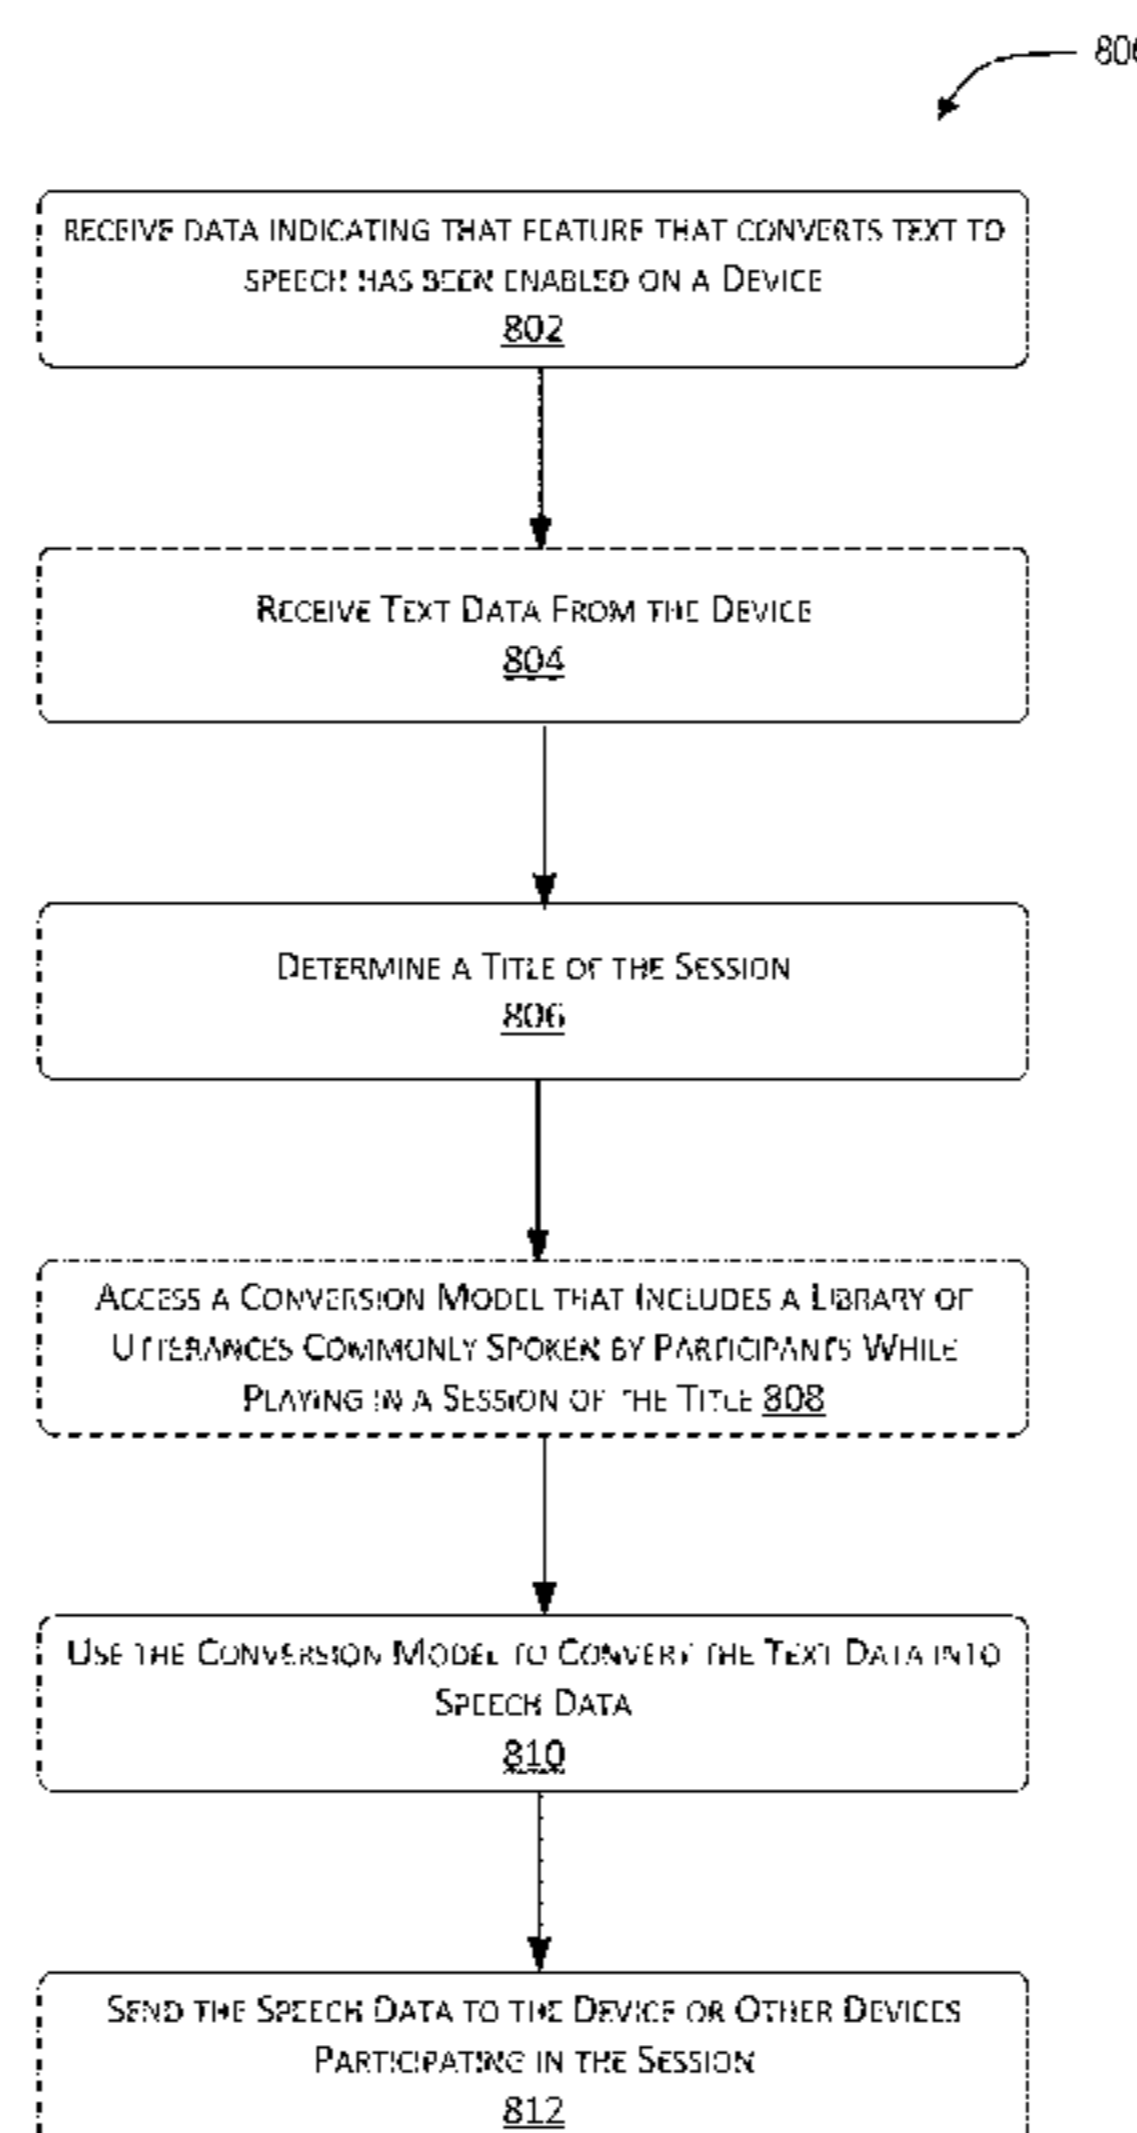 RECEIVE DATA INDICATING THAT FEATURE THAT CONVERTS TEXT TO
SPEECH HAS BEEN ENABLED ON A DEVICE
802
RECEIVE TEXT DATA FROM THE DEVICE
804
DETERMINE A TITLE OF THE SESSION
806
ACCESS A CONVERSION MODEL THAT INCLUDES A LIBRARY OF
UTTERANCES COMMONLY SPOKEN BY PARTICIPANTS WHILE
PLAYING IN A SESSION OF THE TITLE 808
USE THE CONVERSION MODEL TO CONVERT THE TEXT DATA INTO
SPEECH DATA
810
SEND THE SPEECH DATA TO THE DEVICE OR OTHER DEVICES
PARTICIPATING IN THE SESSION
812